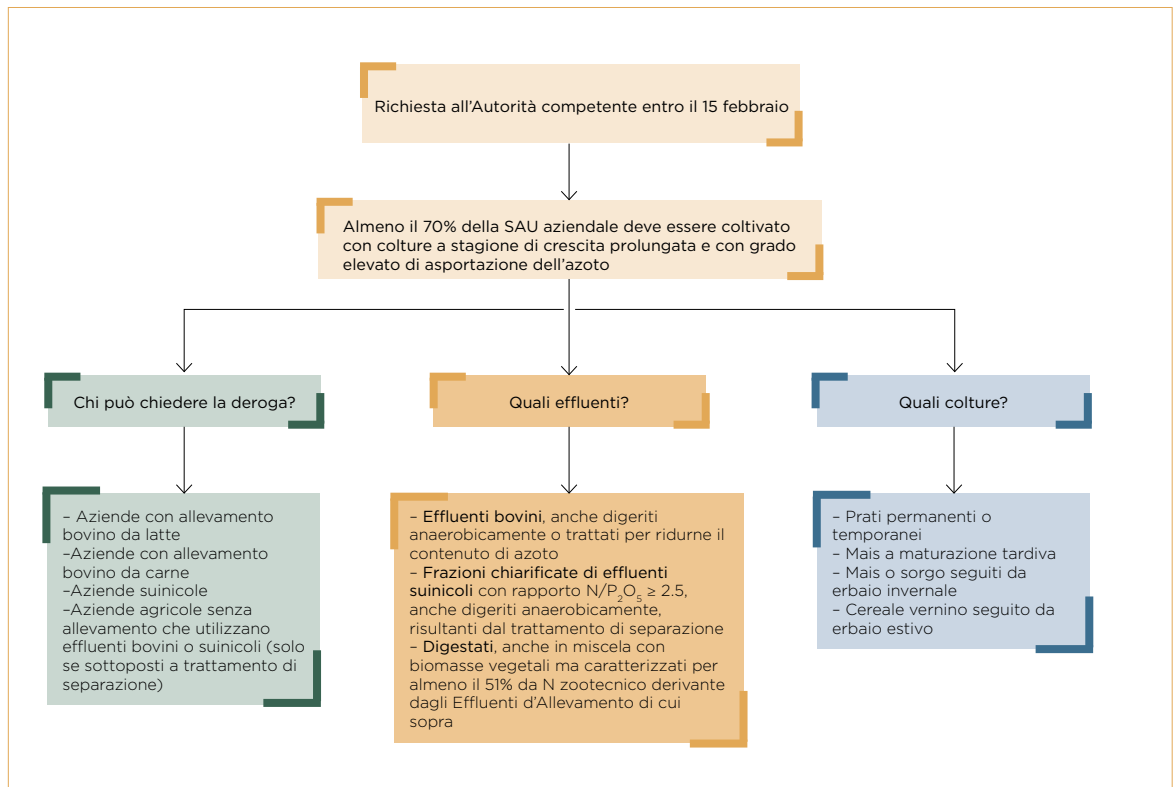 Richiesta all'Autorità competente entro il 15 febbraio
Almeno il 70% della SAU aziendale deve essere coltivato
con colture a stagione di crescita prolungata e con grado
elevato di asportazione dell'azoto
Chi può chiedere la deroga?
– Aziende con allevamento
bovino da latte
–Aziende con allevamento
bovino da carne
–Aziende suinicole
–Aziende agricole senza
allevamento che utilizzano
effluenti bovini o suinicoli (solo
se sottoposti a trattamento di
separazione)
Quali effluenti?
– Effluenti bovini, anche digeriti
anaerobicamente o trattati per ridurne il
contenuto di azoto
– Frazioni chiarificate di effluenti
suinicoli con rapporto N/P₂O₅ ≥ 2.5,
anche digeriti anaerobicamente,
risultanti dal trattamento di separazione
– Digestati, anche in miscela con
biomasse vegetali ma caratterizzati per
almeno il 51% da N zootecnico derivante
dagli Effluenti d'Allevamento di cui
sopra
Quali colture?
– Prati permanenti o
temporanei
– Mais a maturazione tardiva
– Mais o sorgo seguiti da
erbaio invernale
– Cereale vernino seguito da
erbaio estivo